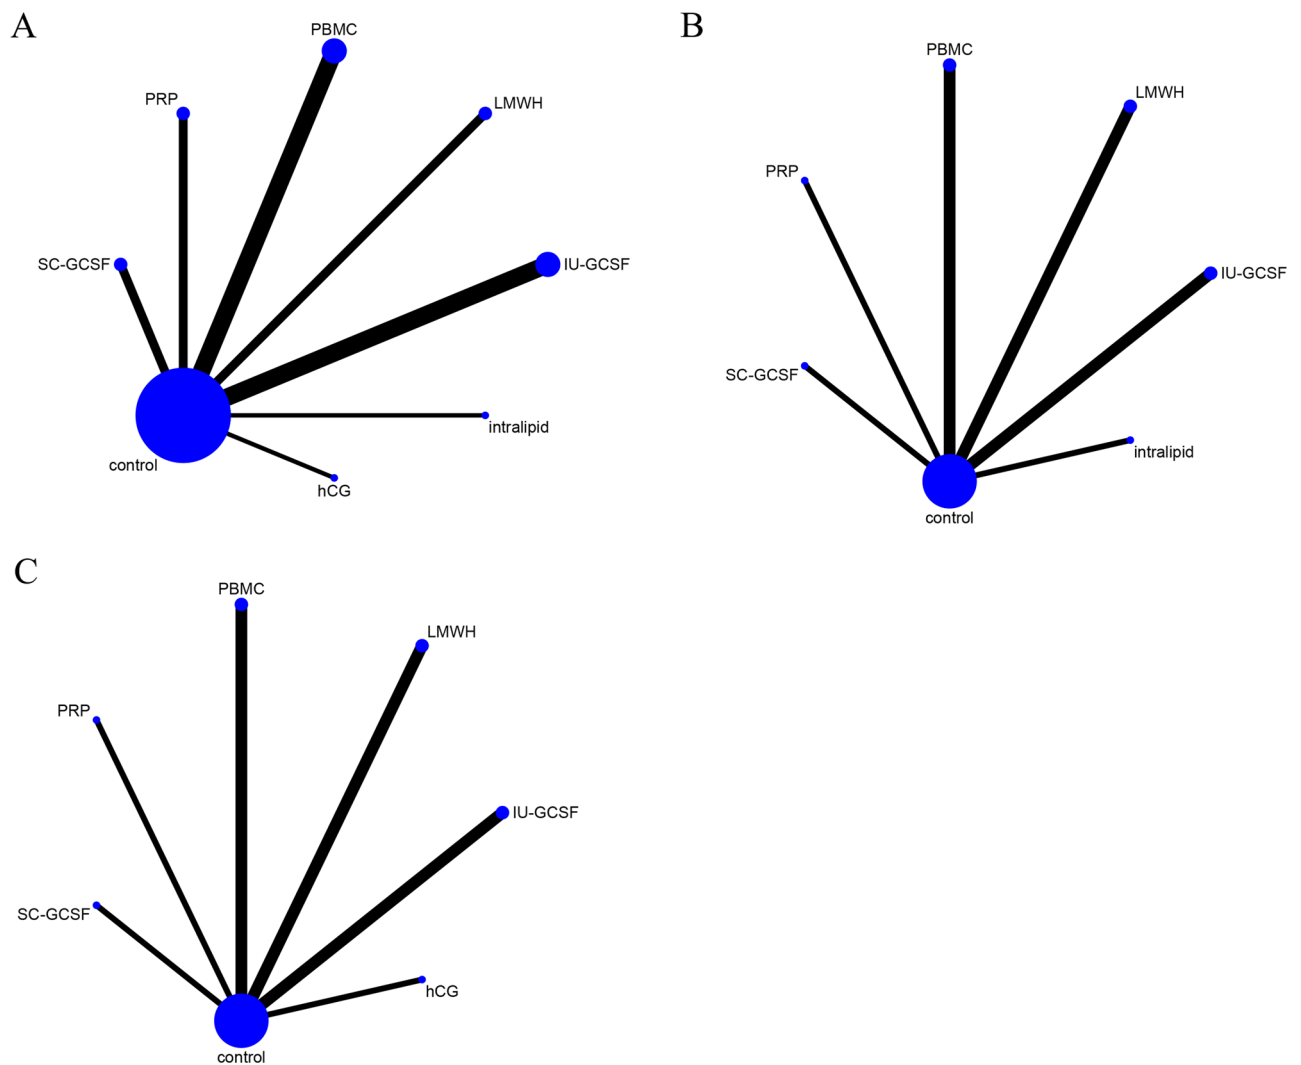 A
PBMC
PRP
LMWH
SC-GCSF
IU-GCSF
intralipid
control
hCG
B
PBMC
LMWH
PRP
IU-GCSF
SC-GCSF
intralipid
control
C
PBMC
LMWH
PRP
IU-GCSF
SC-GCSF
hCG
control